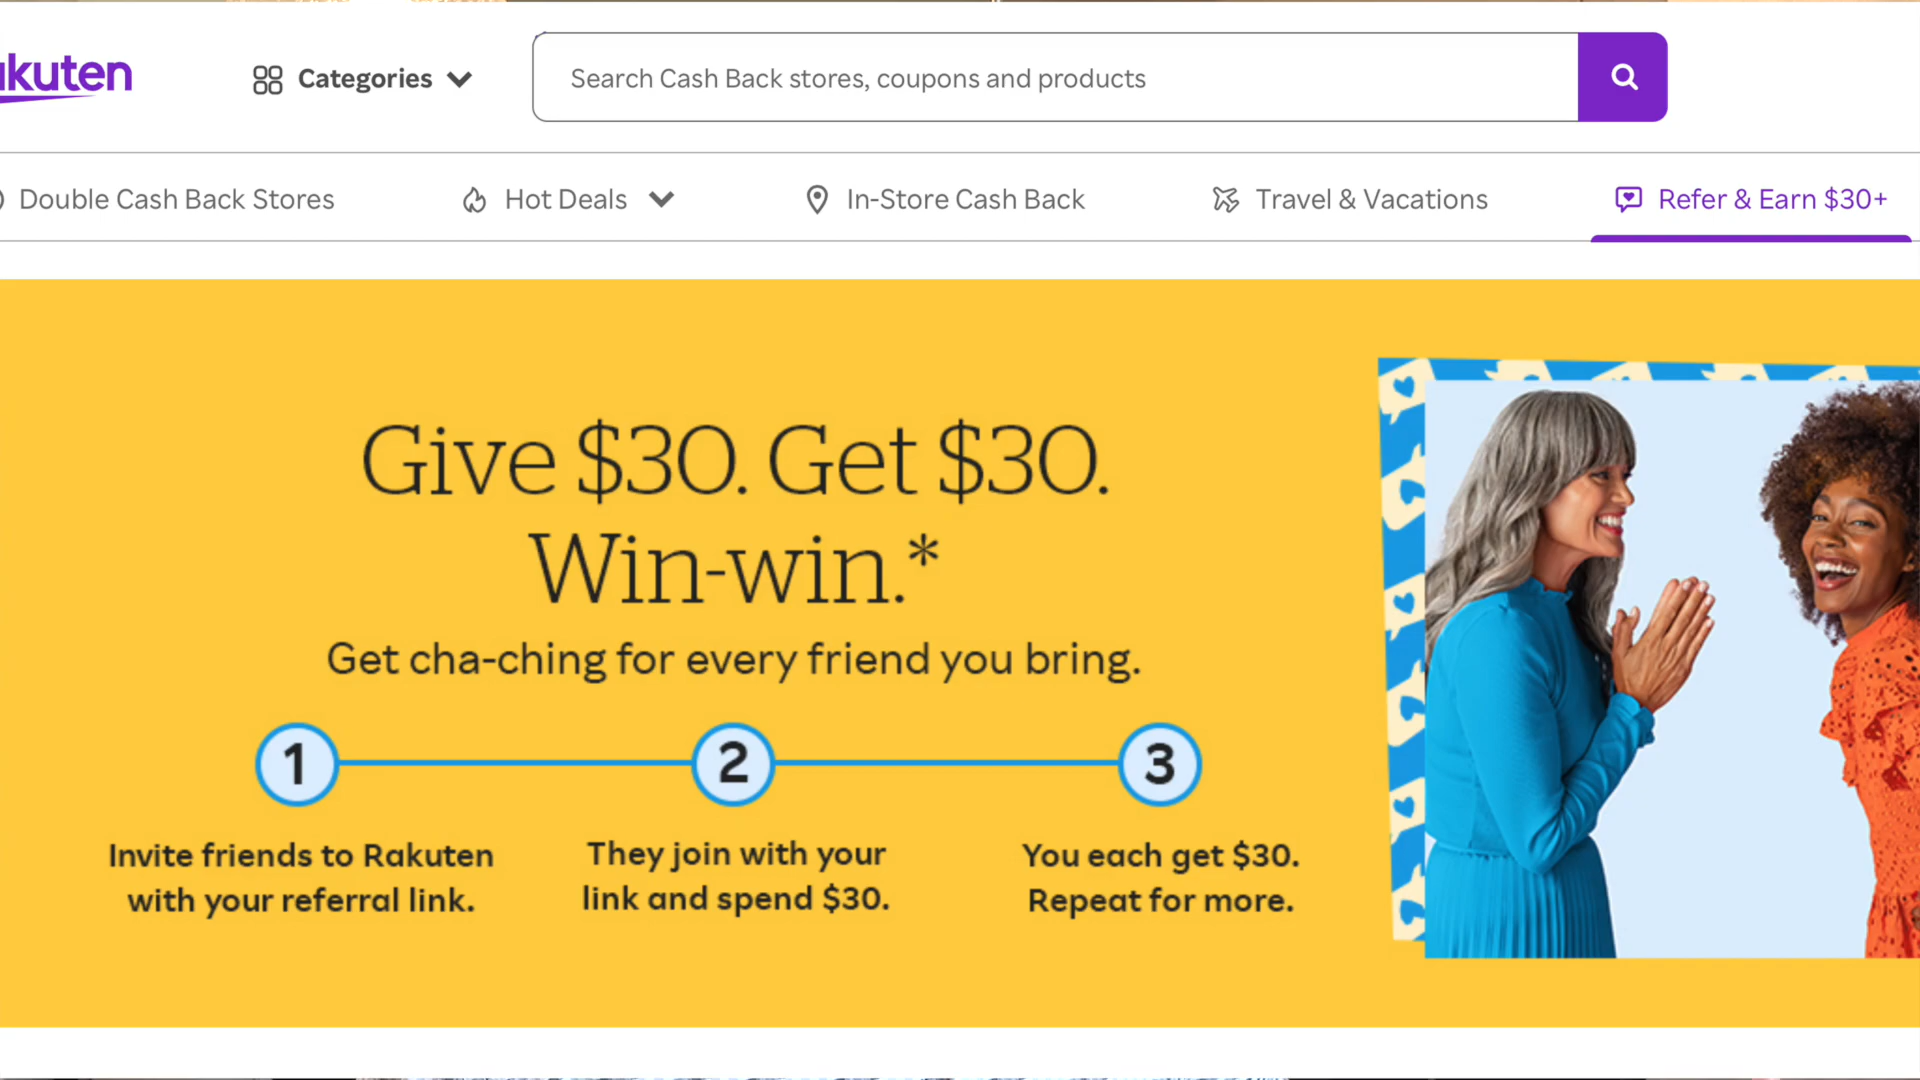 kuten
Categories
Search Cash Back stores, coupons and products
Double Cash Back Stores
Hot Deals
In-Store Cash Back
Travel & Vacations
Refer & Earn $30+
Give $30. Get $30.
Win-win.*
Get cha-ching for every friend you bring.
1
2
3
Invite friends to Rakuten
with your referral link.
They join with your
link and spend $30.
You each get $30.
Repeat for more.